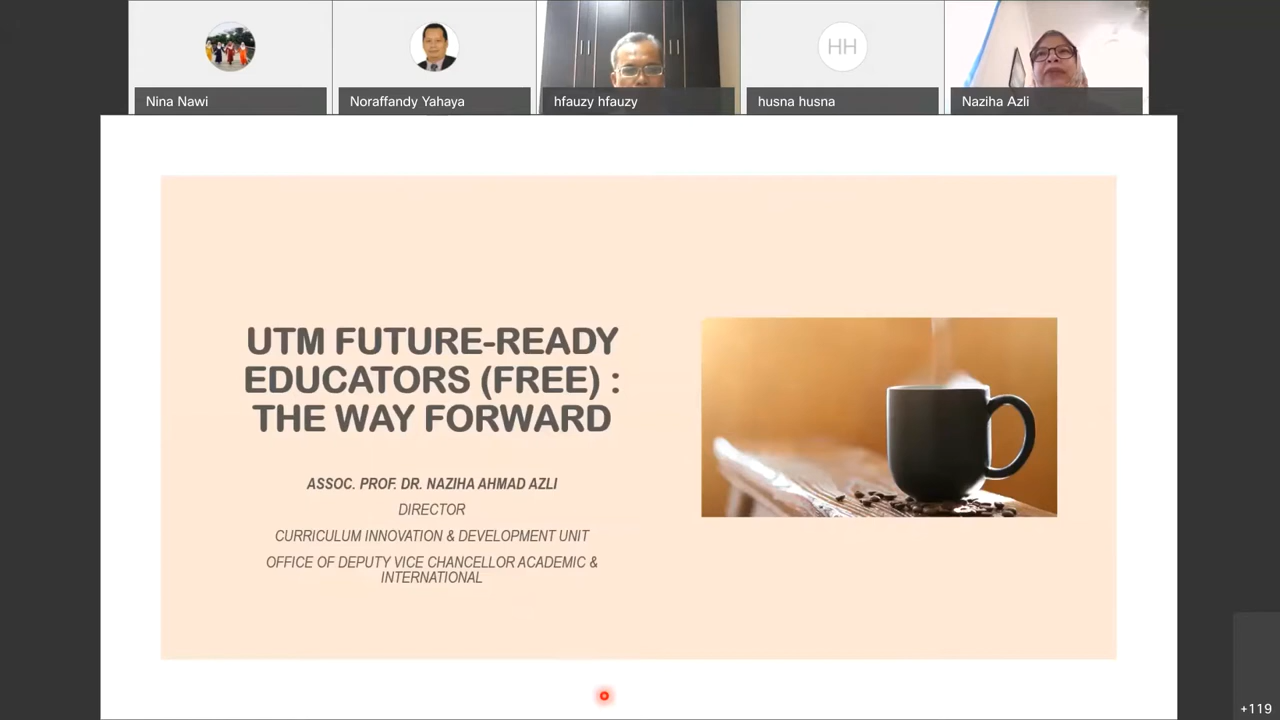 Nina Nawi
Noraffandy Yahaya
hfauzy hfauzy
HH
husna husna
Naziha Azli
UTM FUTURE-READY
EDUCATORS (FREE) :
THE WAY FORWARD
ASSOC. PROF. DR. NAZIHA AHMAD AZLI
DIRECTOR
CURRICULUM INNOVATION & DEVELOPMENT UNIT
OFFICE OF DEPUTY VICE CHANCELLOR ACADEMIC &
INTERNATIONAL
+119